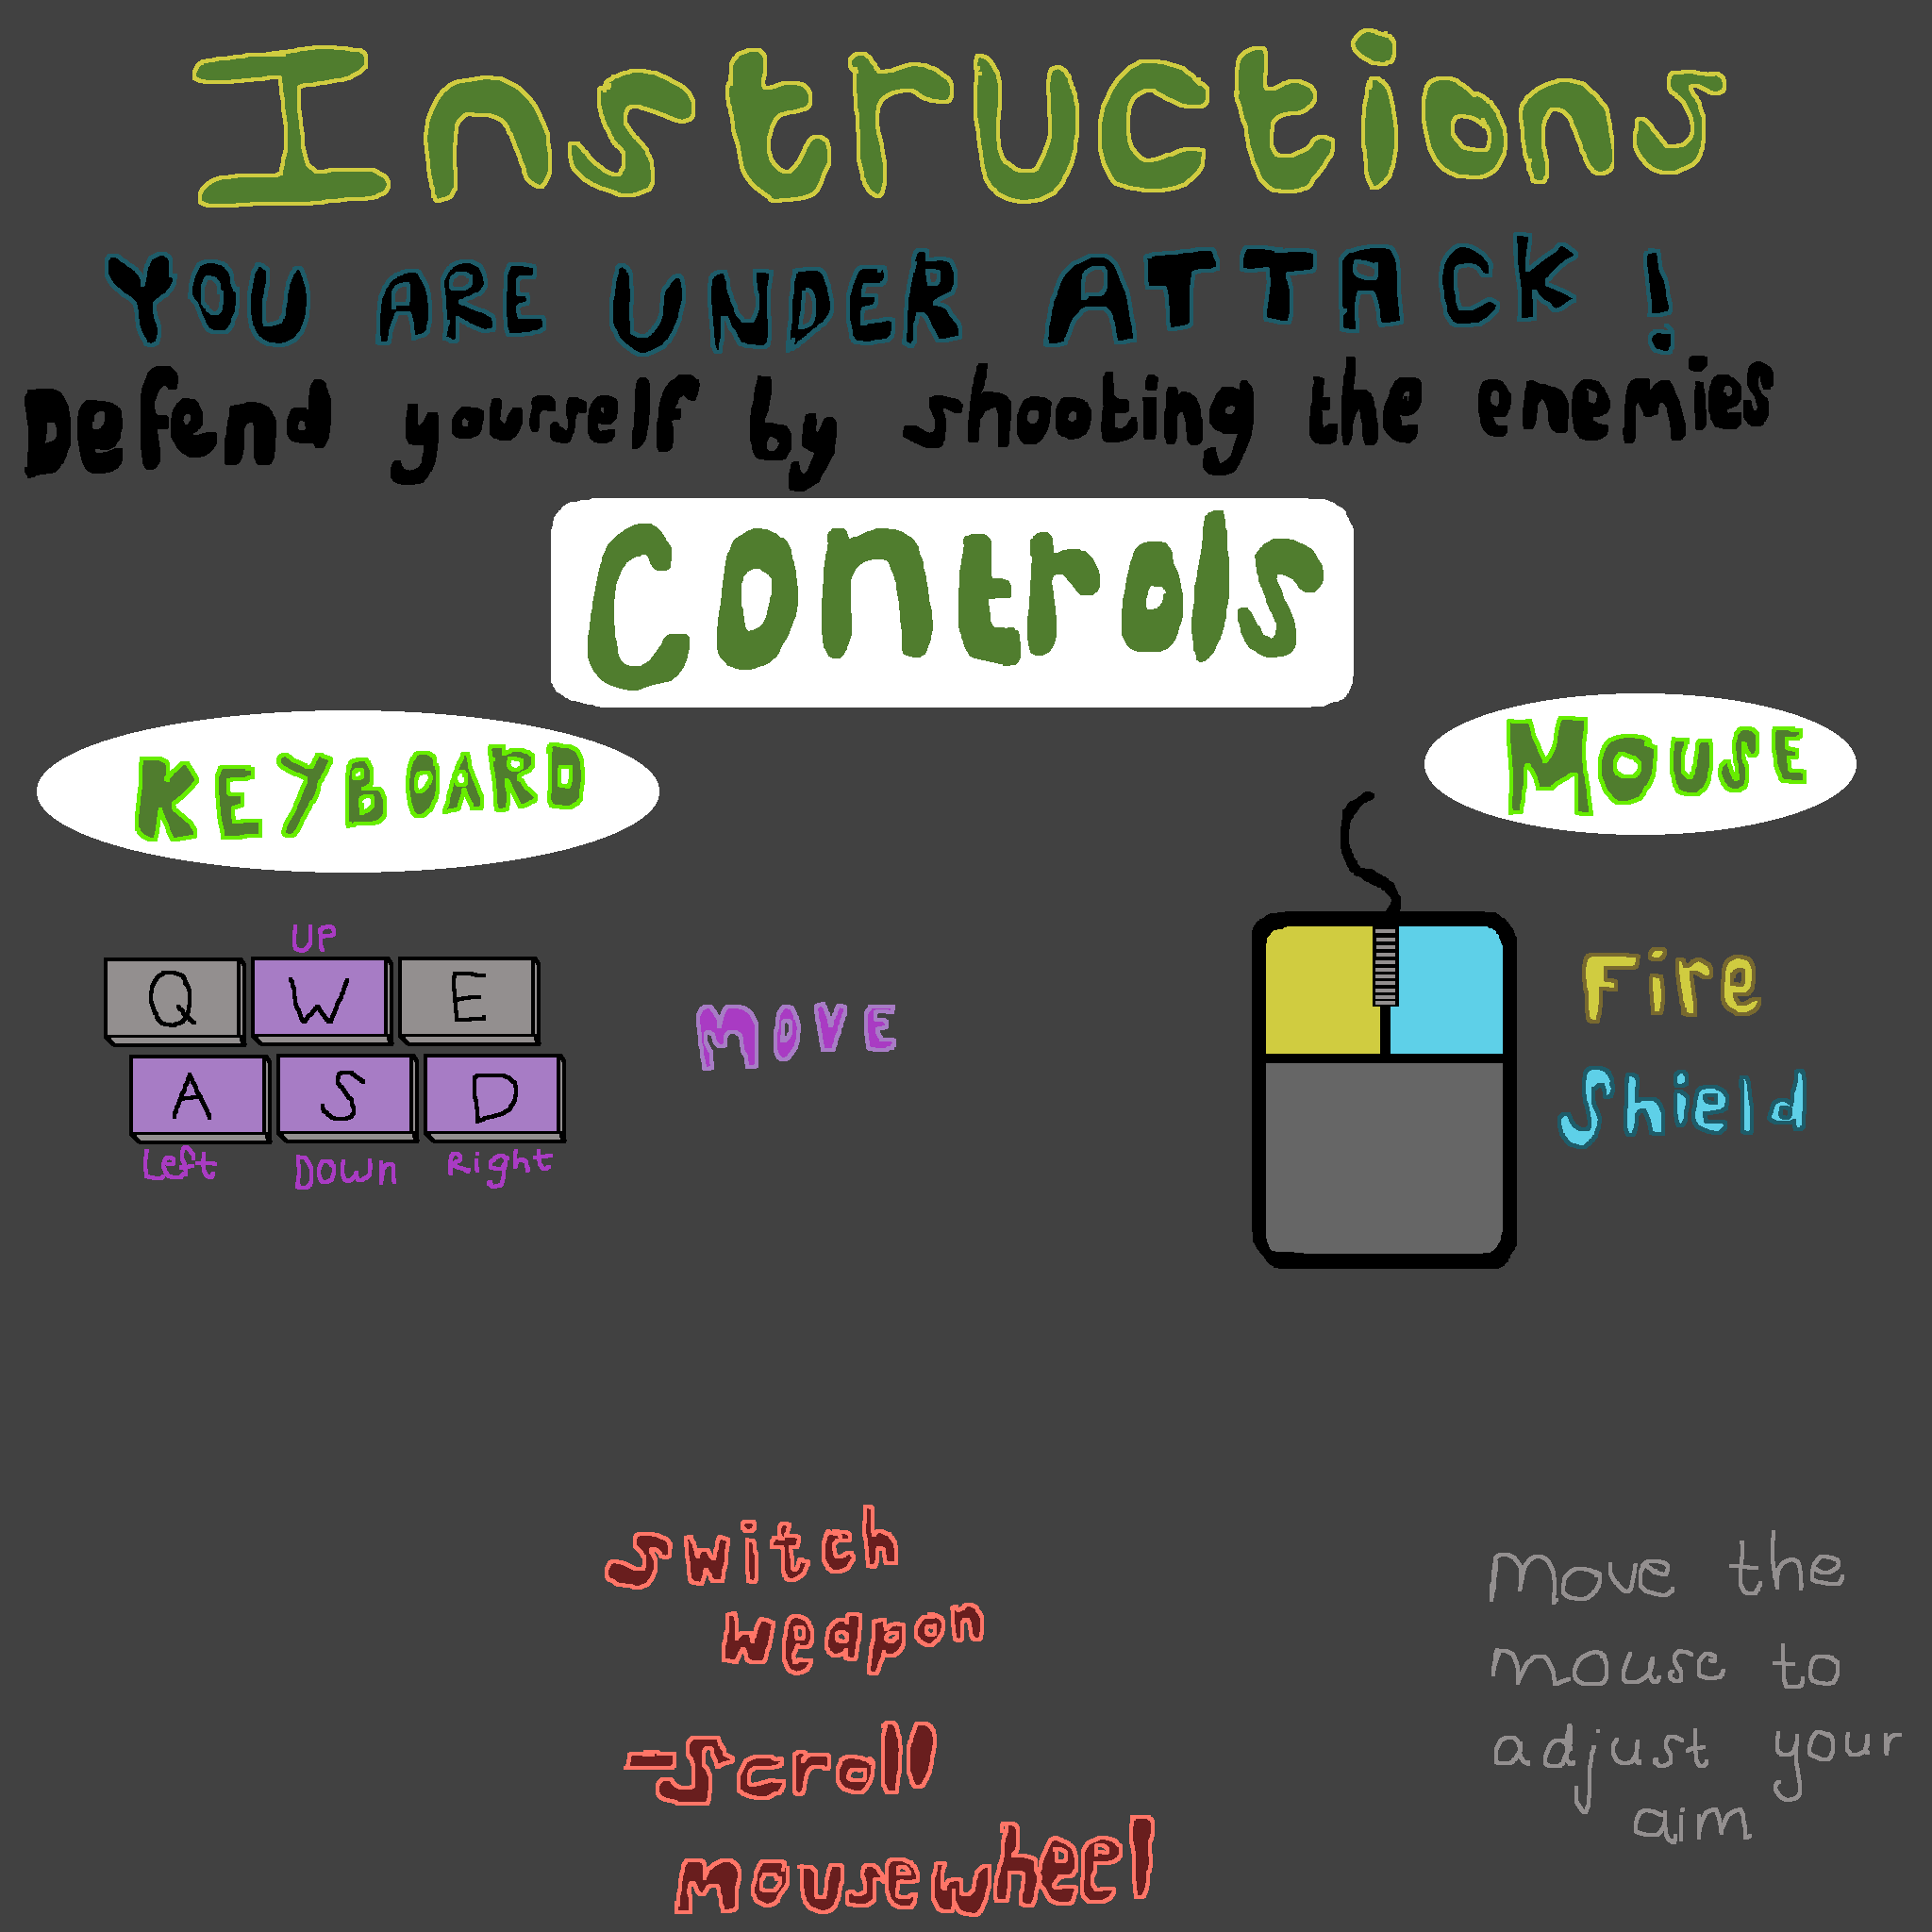 Instructions
YOU ARE UNDER ATTACK !
Defend yourself by shooting the enemies
Controls
KEYBOARD
MOUSE
UP
Q W E
A S D
Left Down Right
MOVE
Fire
Shield
Switch
weapon
-Scroll
mousewheel
move the
mouse to
adjust your
aim